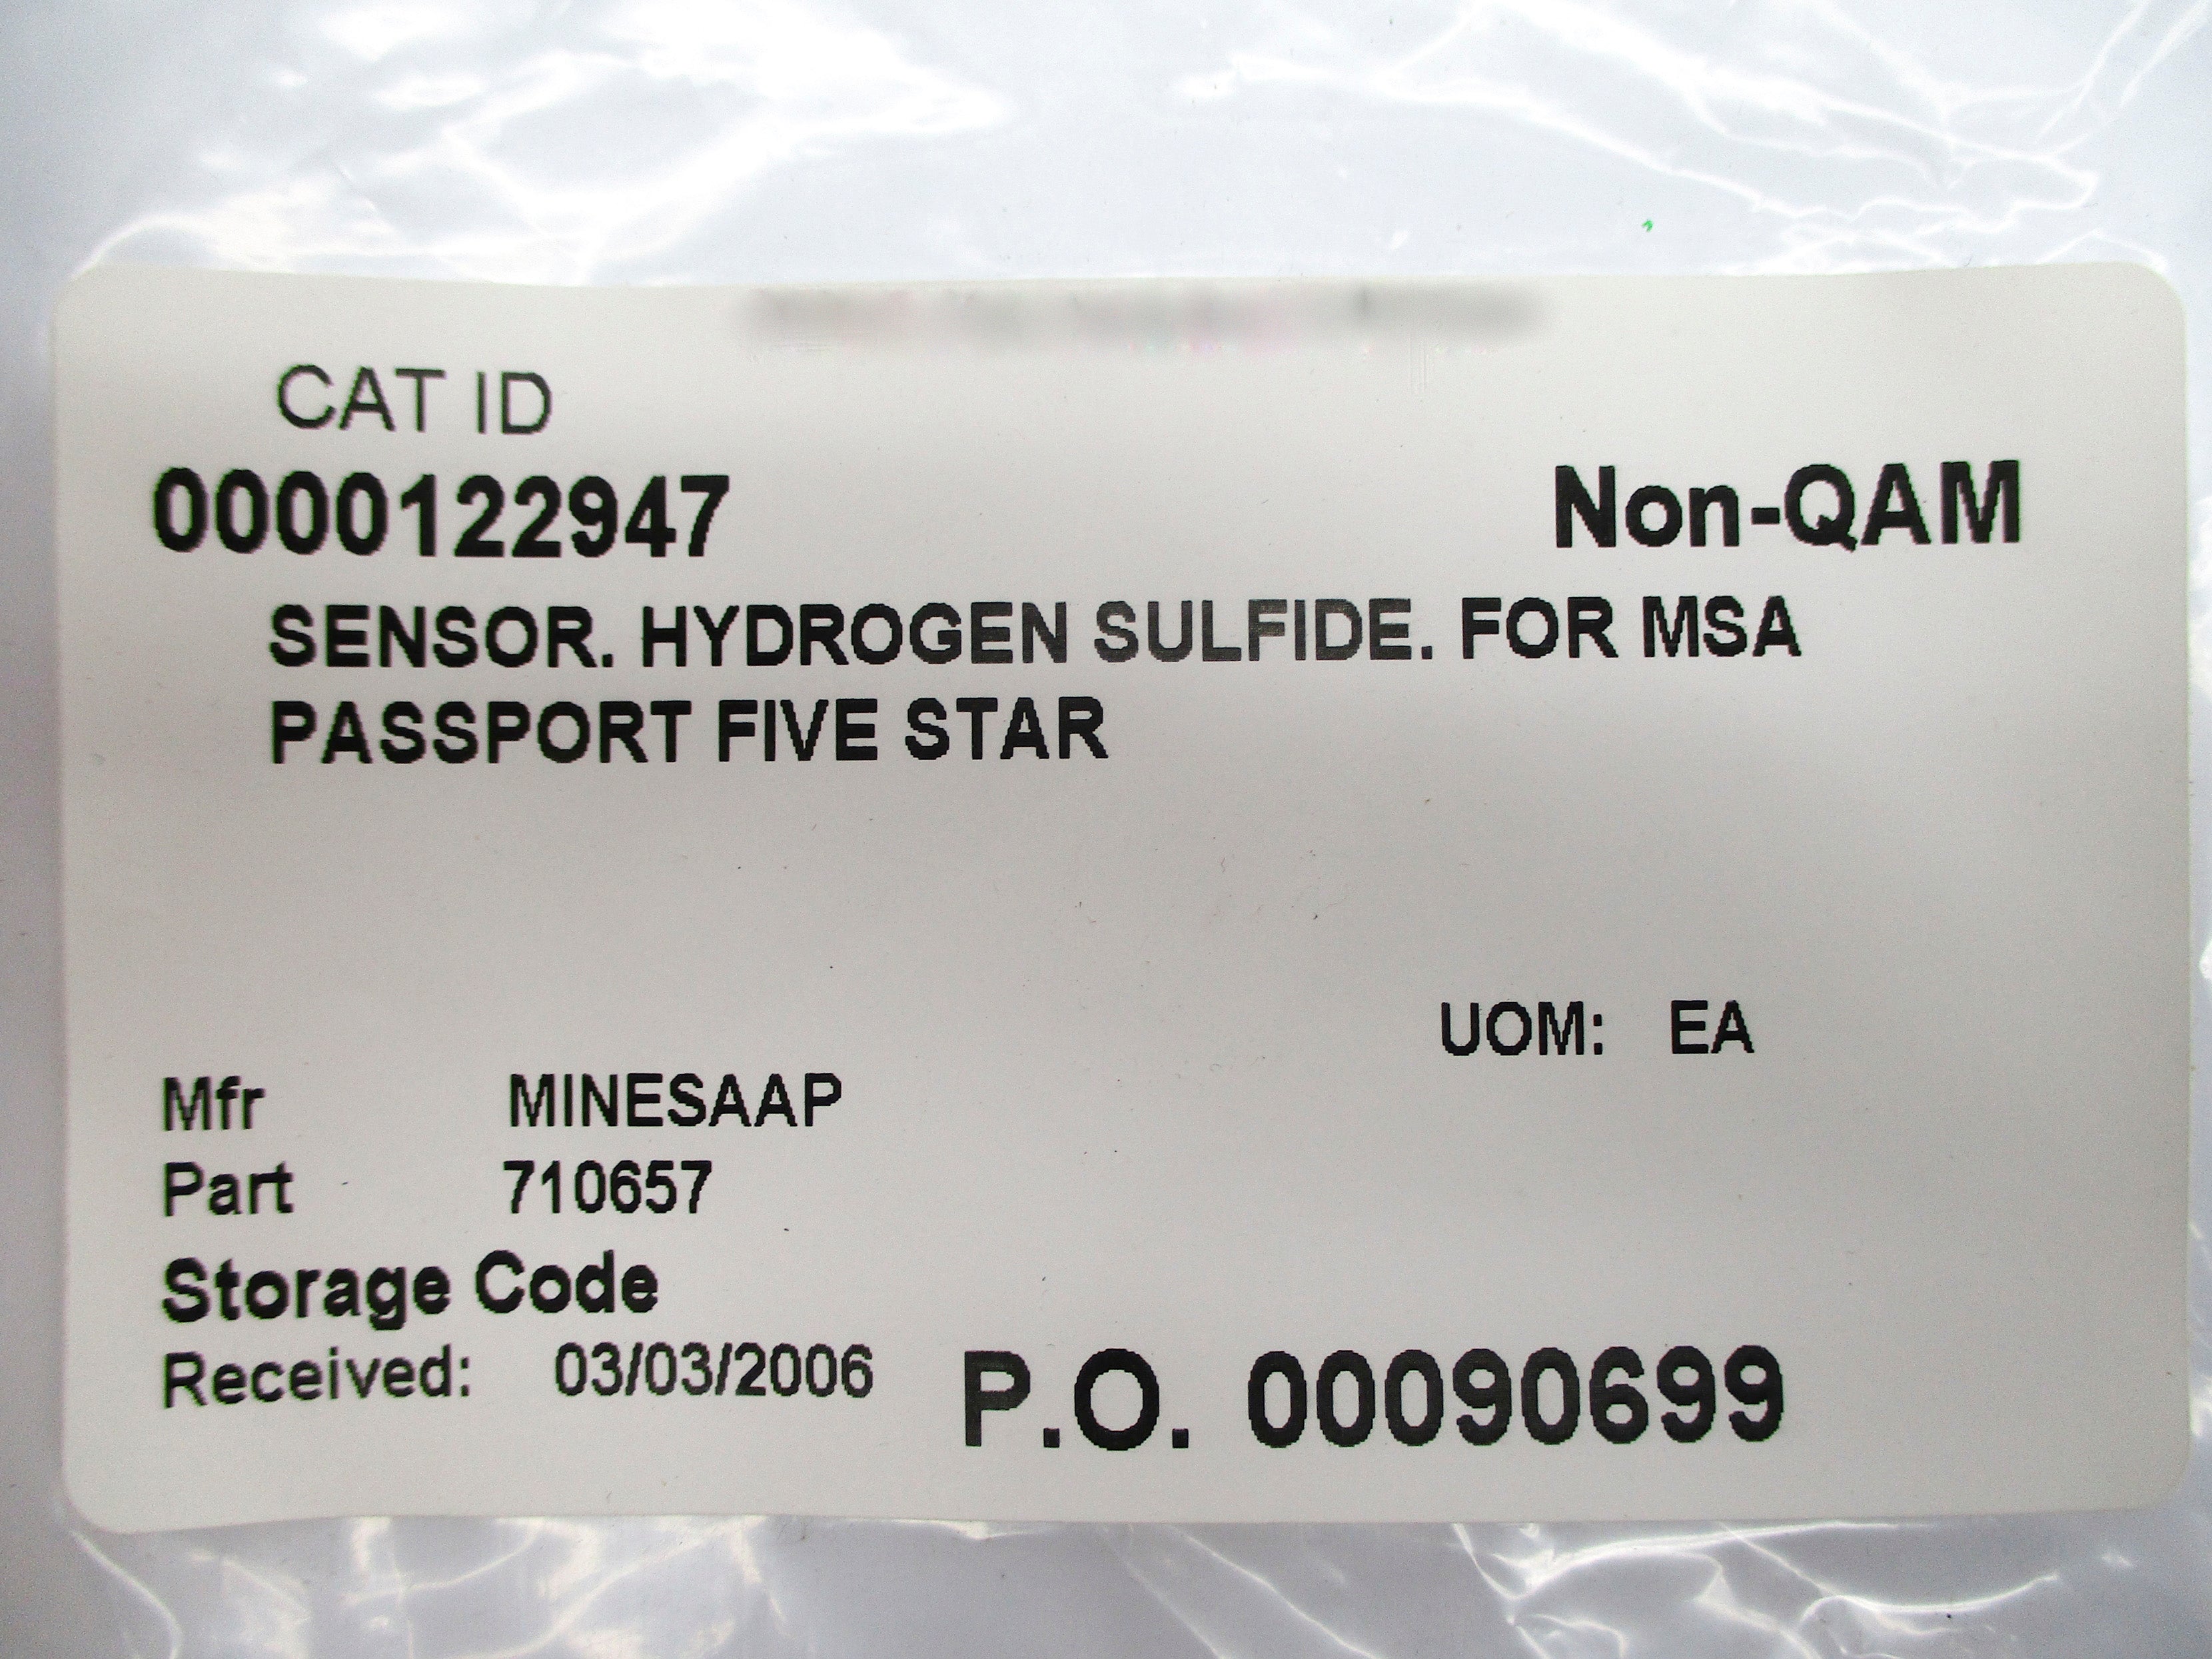 CAT ID
0000122947 Non-QAM
SENSOR. HYDROGEN SULFIDE. FOR MSA
PASSPORT FIVE STAR
UOM: EA
Mfr MINESAAP
Part 710657
Storage Code
Received: 03/03/2006 P.O. 00090699